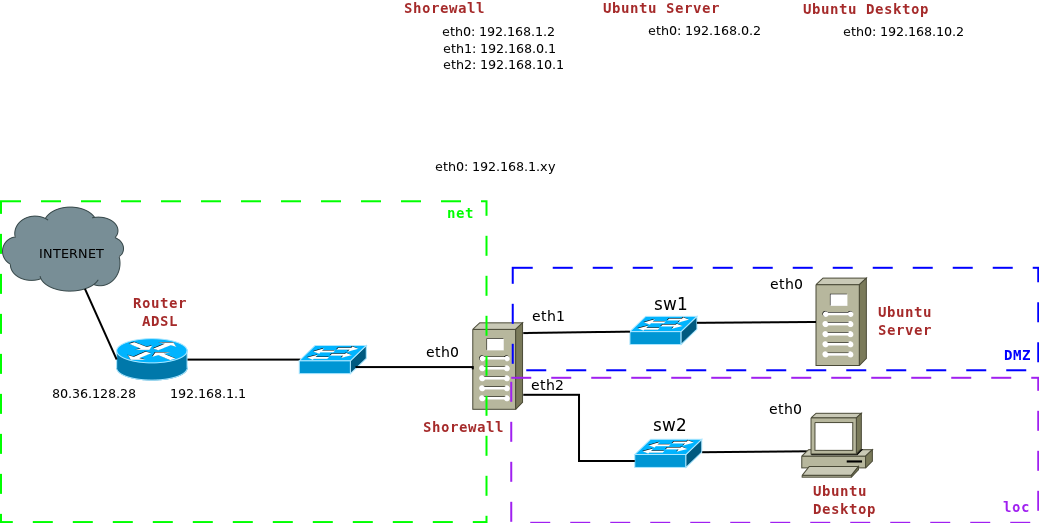 Shorewall
Ubuntu Server
Ubuntu Desktop
eth0: 192.168.1.2
eth0: 192.168.0.2
eth0: 192.168.10.2
eth1: 192.168.0.1
eth2: 192.168.10.1
eth0: 192.168.1.xy
net
INTERNET
Router
ADSL
80.36.128.28
192.168.1.1
eth0
Shorewall
eth1
sw1
eth0
Ubuntu
Server
DMZ
eth2
sw2
eth0
Ubuntu
Desktop
loc